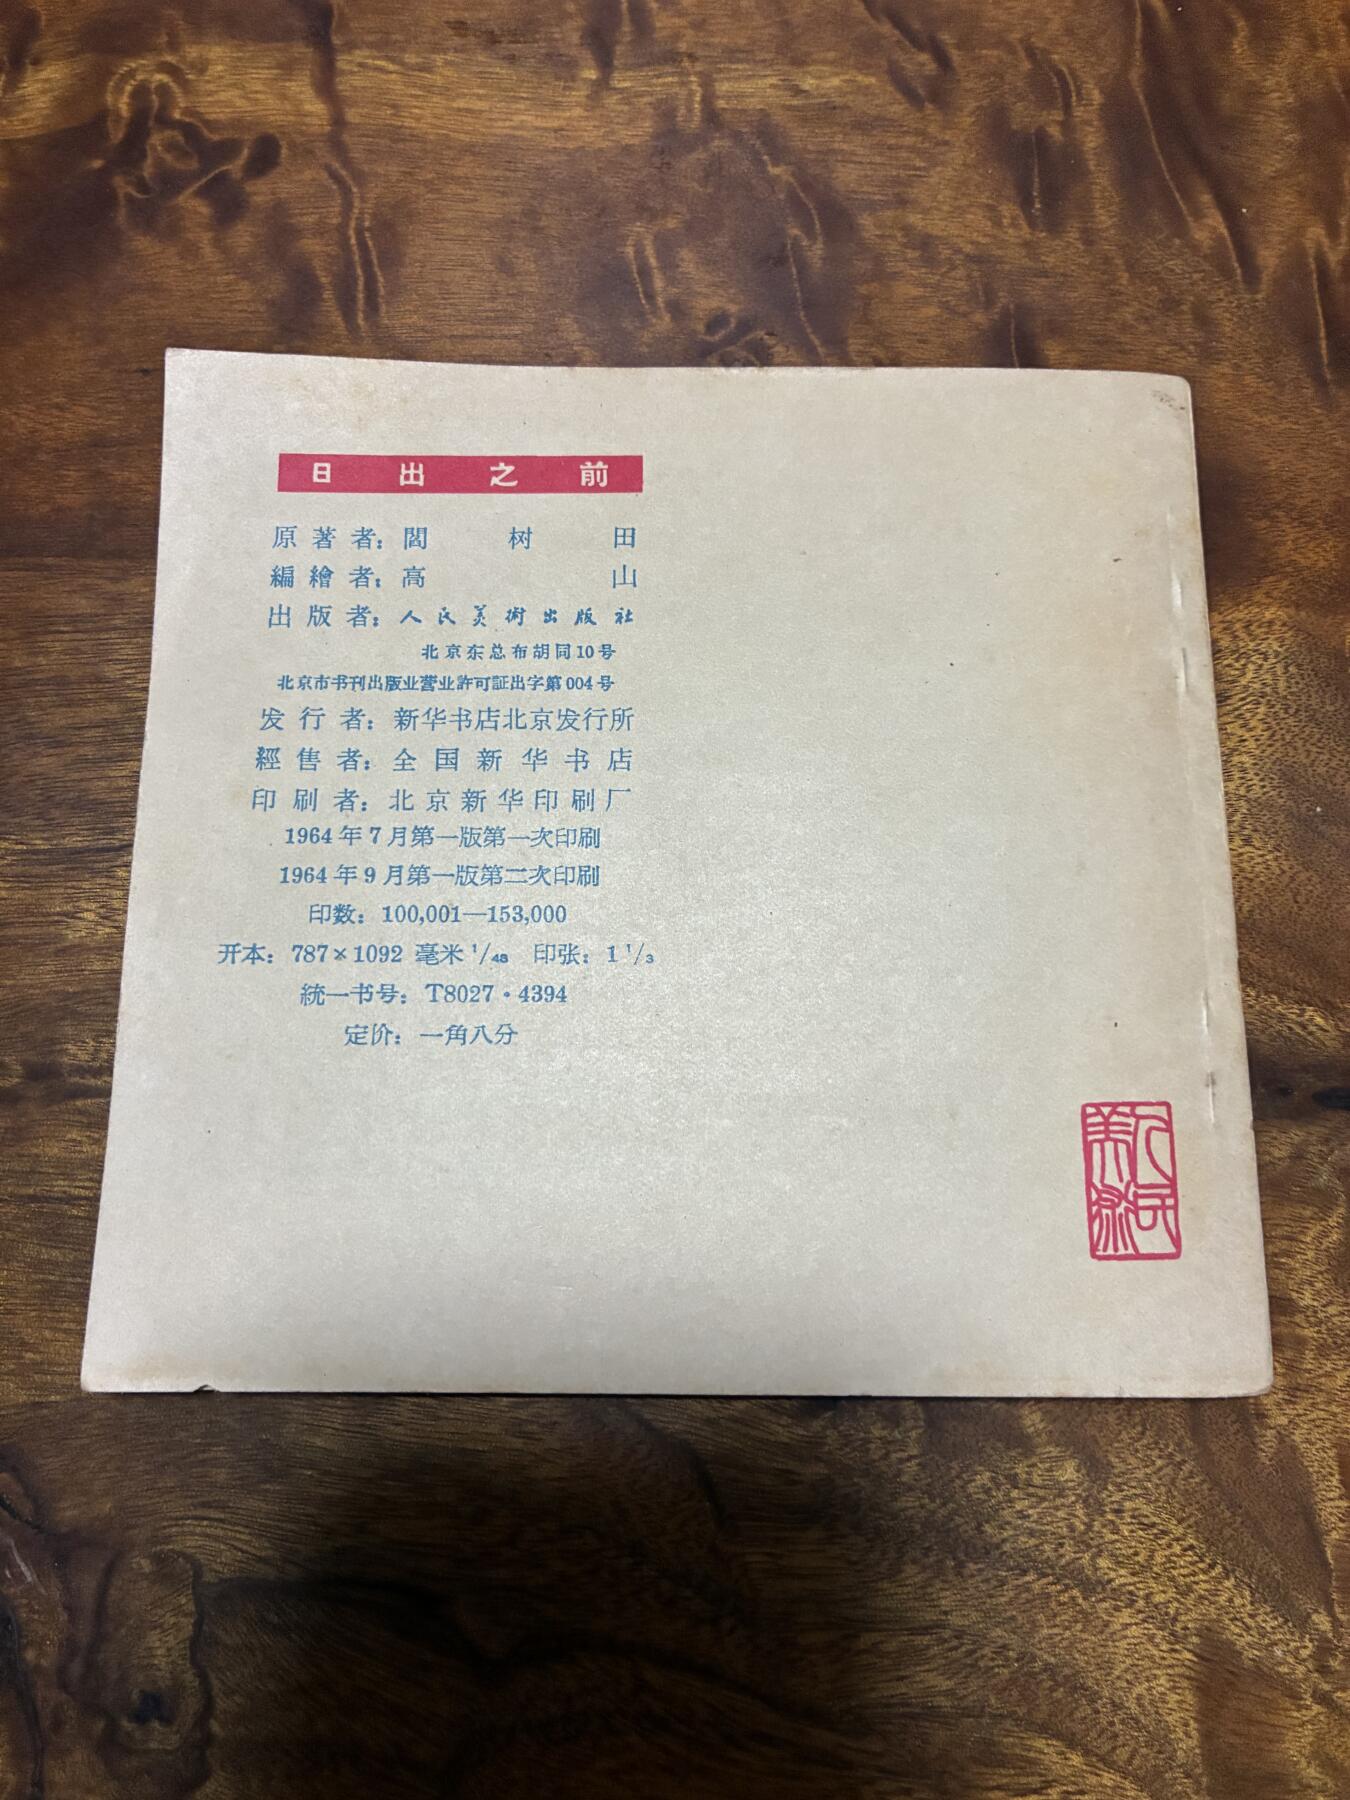 日出之前
原著者：閻树田
編繪者：高山
出版者：人民美術出版社
北京东总布胡同10号
北京市书刊出版业营业許可証出字第004号
发行者：新华书店北京发行所
經售者：全国新华书店
印刷者：北京新华印刷厂
1964年7月第一版第一次印刷
1964年9月第一版第二次印刷
印数：100,001—153,000
开本：787×1092 毫米 1/48 印张：1 1/3
統一书号：T8027·4394
定价：一角八分
人民美術